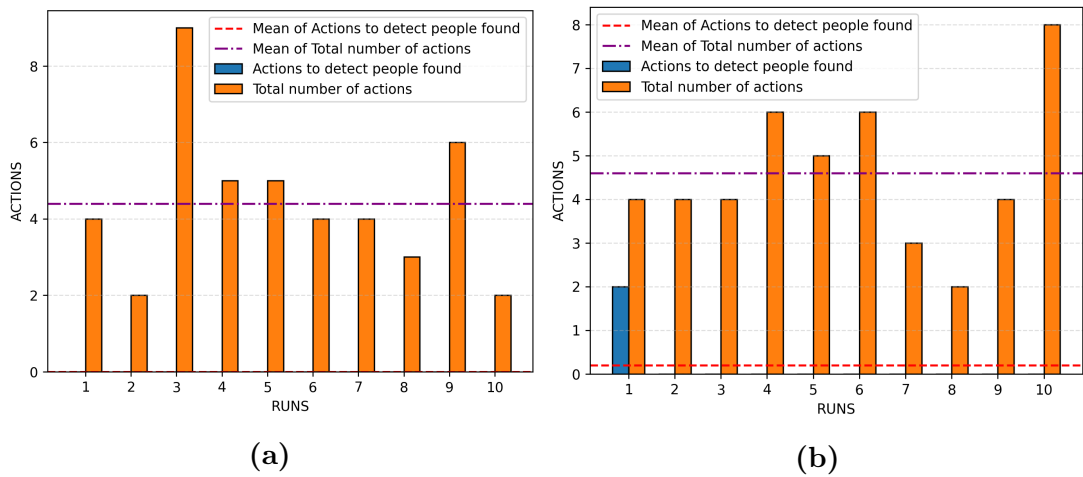 Mean of Actions to detect people found
Mean of Total number of actions
Actions to detect people found
Total number of actions
ACTIONS
8
6
4
2
0
1 2 3 4 5 6 7 8 9 10
RUNS
(a)
Mean of Actions to detect people found
Mean of Total number of actions
Actions to detect people found
Total number of actions
ACTIONS
8
7
6
5
4
3
2
1
0
1 2 3 4 5 6 7 8 9 10
RUNS
(b)